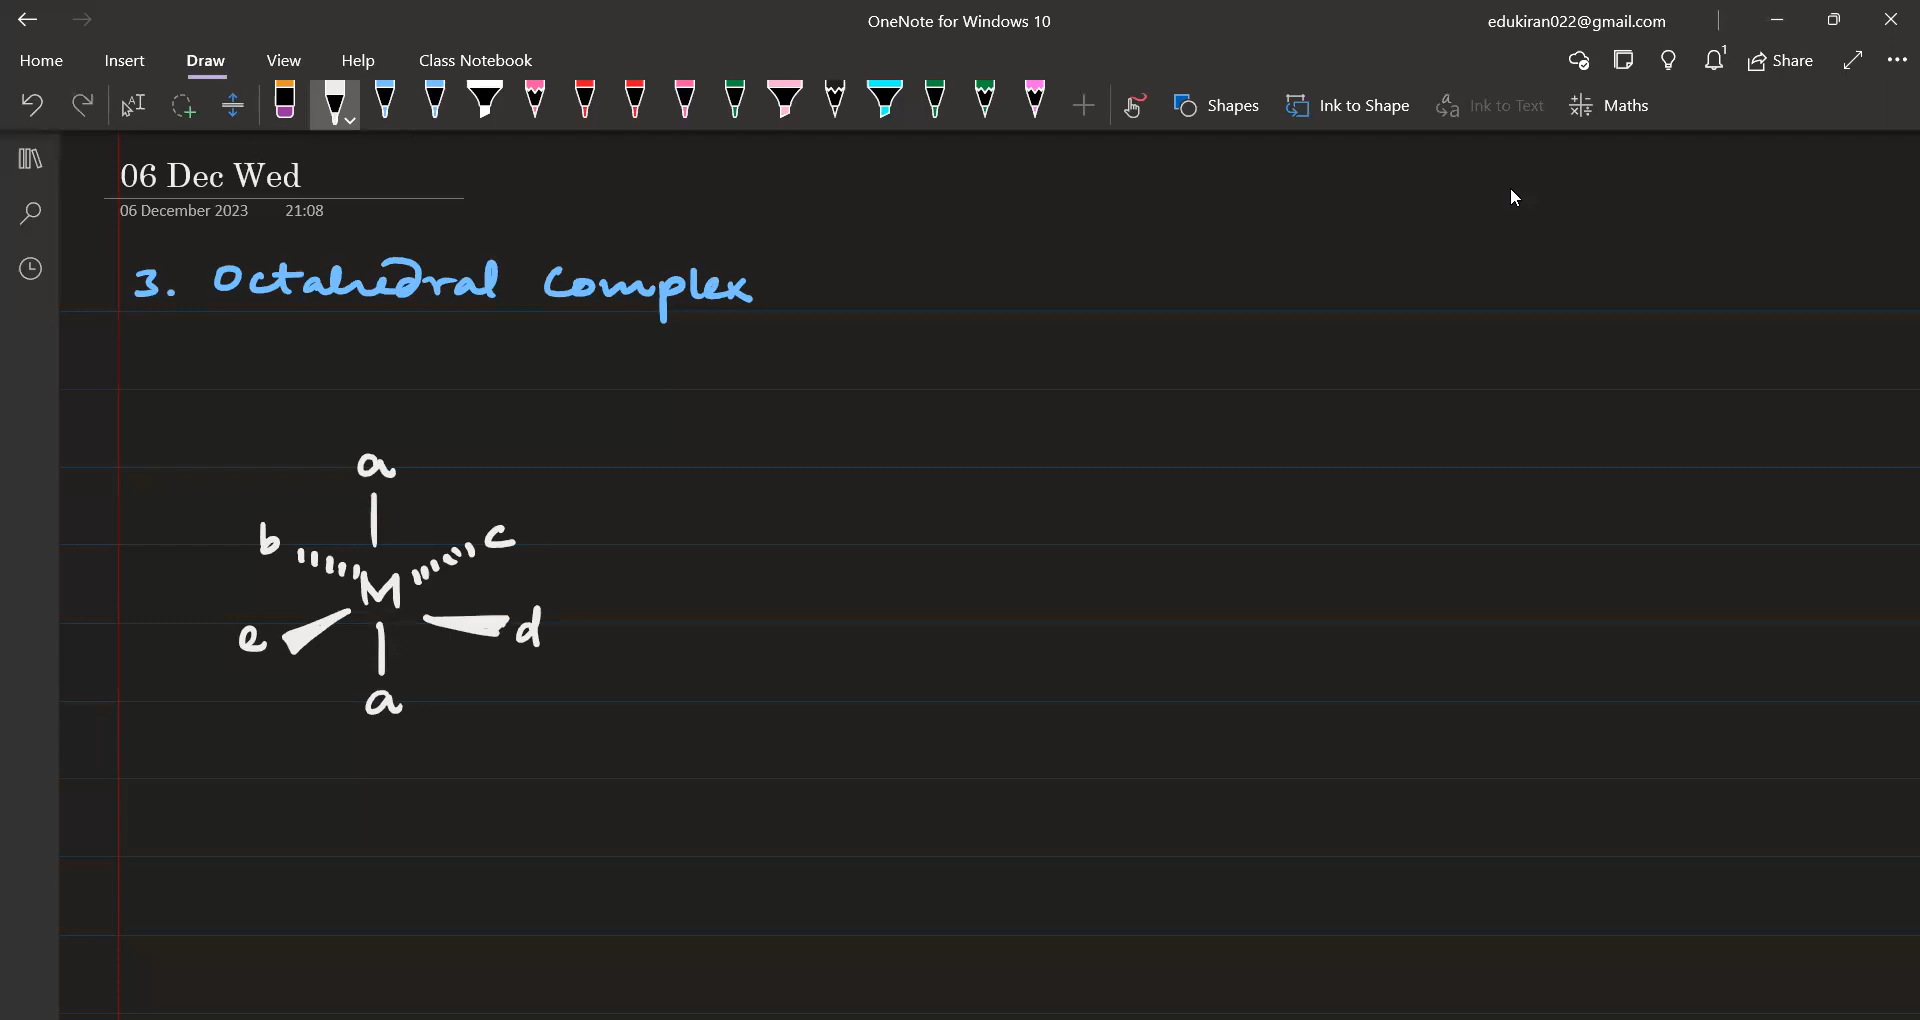 OneNote for Windows 10
edukiran022@gmail.com
Home Insert Draw View Help Class Notebook
1
Share
Shapes Ink to Shape Ink to Text Maths
06 Dec Wed
06 December 2023 21:08
3. Octahedral Complex
a
b c
M
e d
a